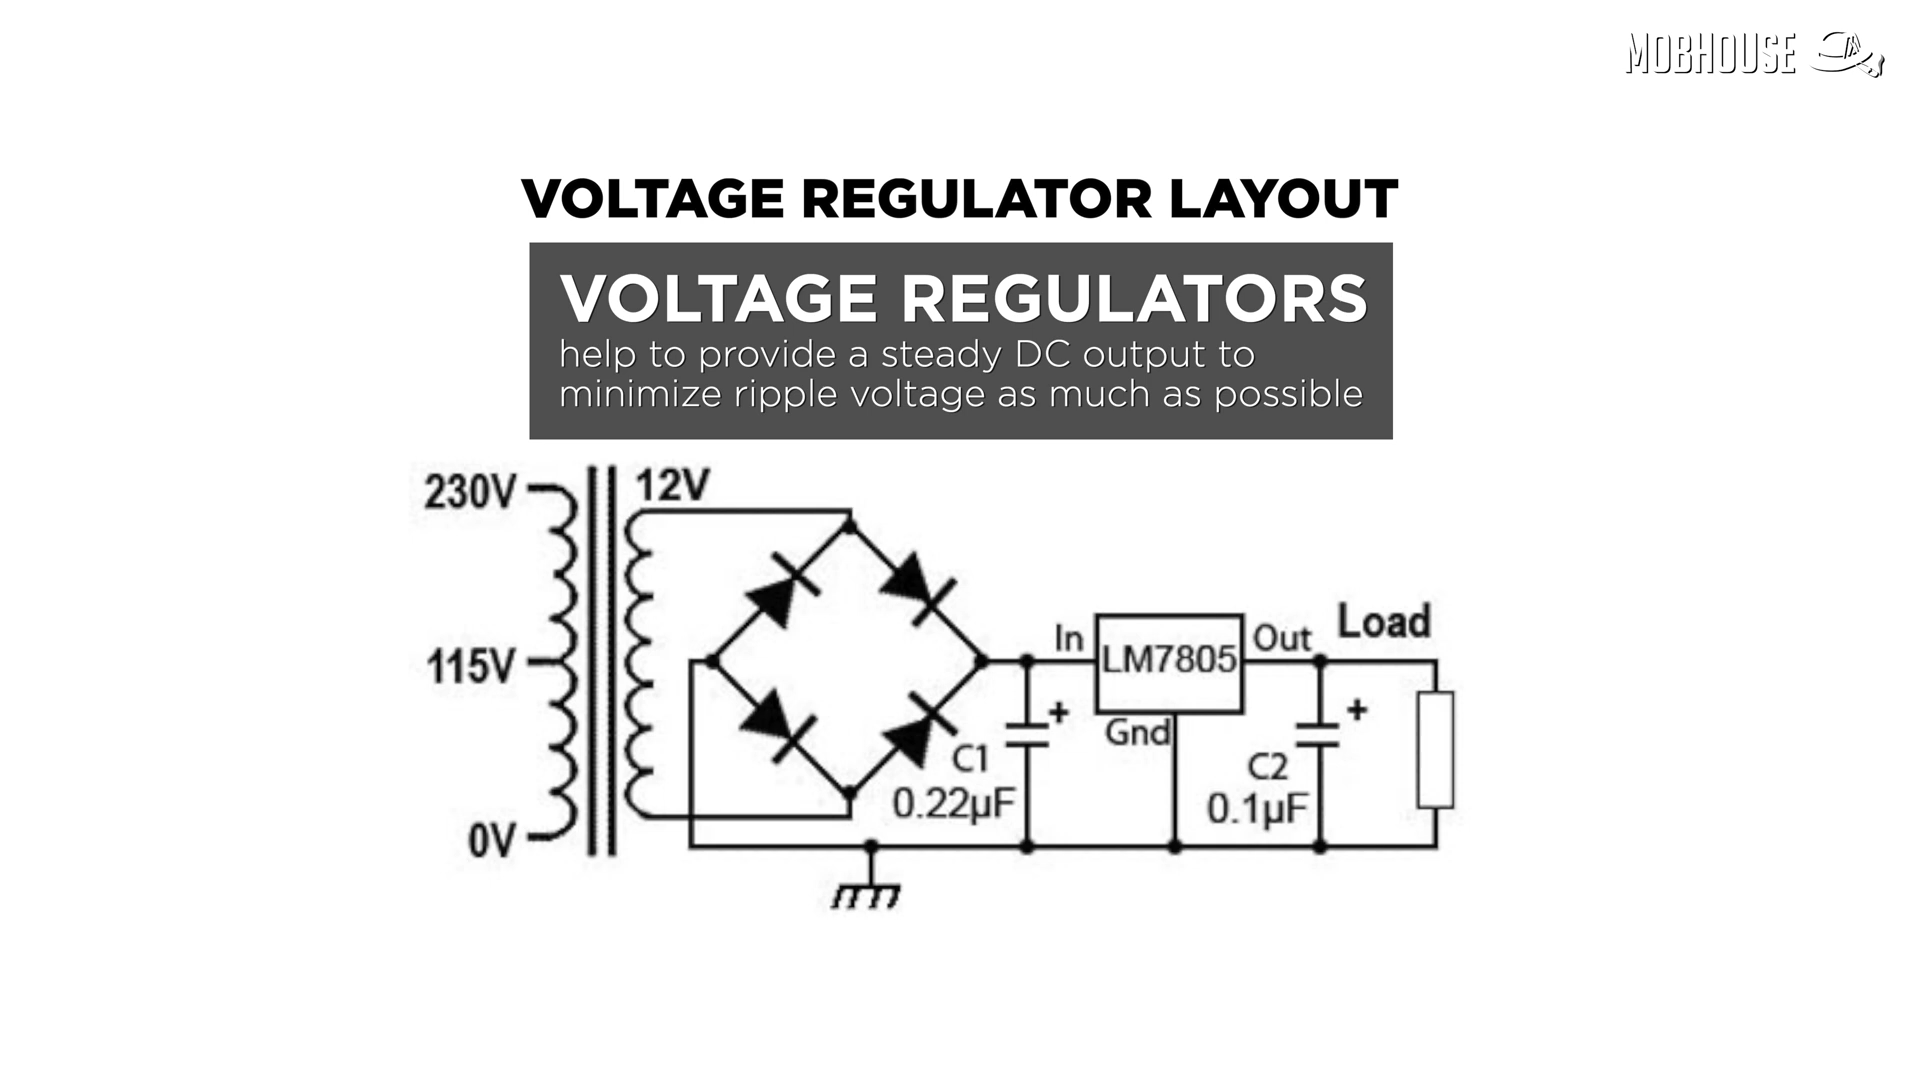 MOBHOUSE
VOLTAGE REGULATOR LAYOUT
VOLTAGE REGULATORS
help to provide a steady DC output to
minimize ripple voltage as much as possible
230V
12V
115V
0V
In
LM7805
Out
Load
Gnd
+
C1
0.22µF
+
C2
0.1µF